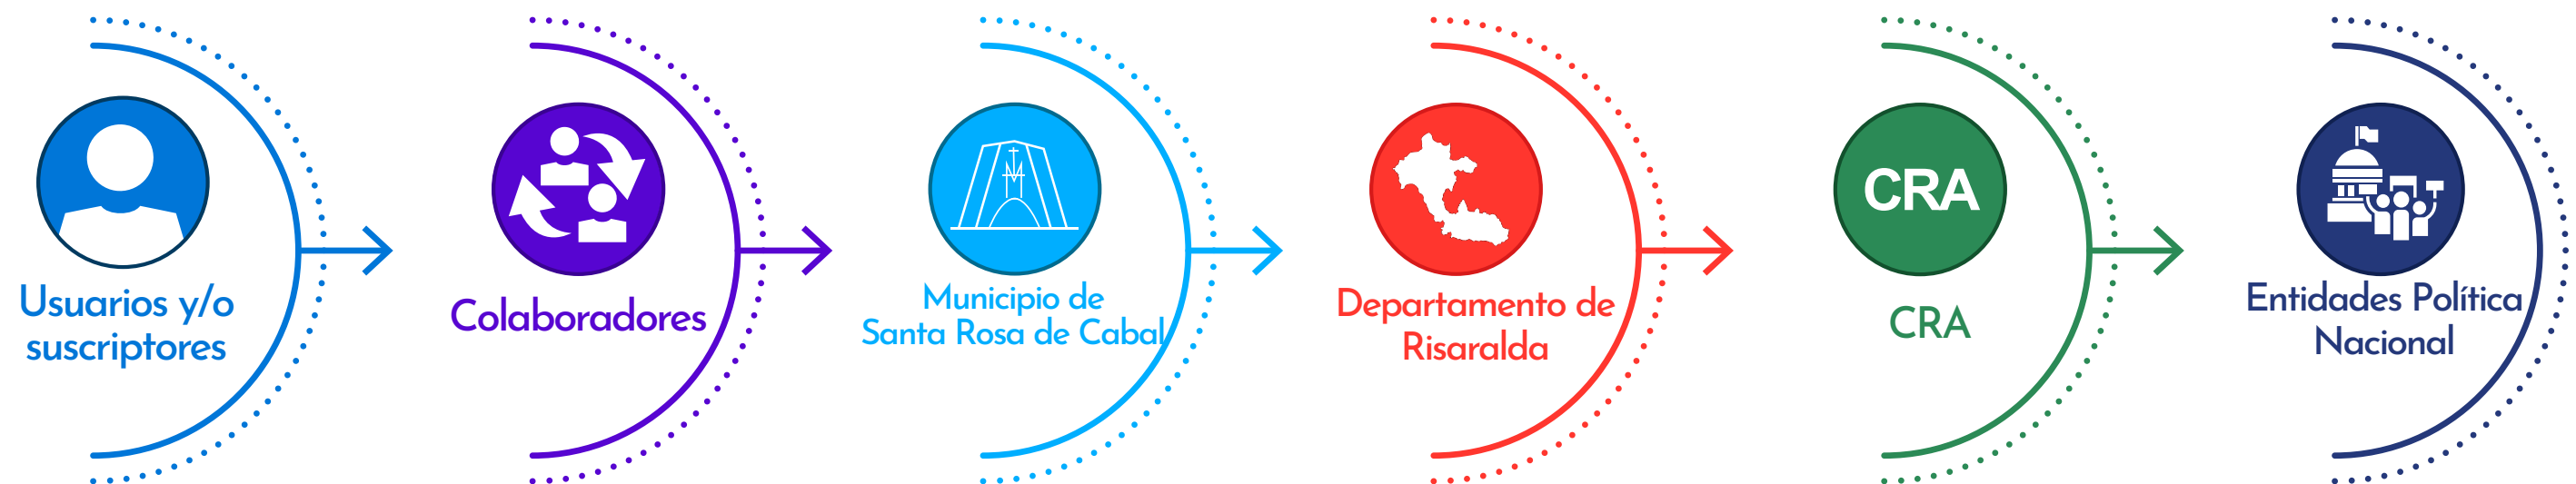 Usuarios y/o
suscriptores
Colaboradores
Municipio de
Santa Rosa de Cabal
Departamento de
Risaralda
CRA
CRA
Entidades Política
Nacional